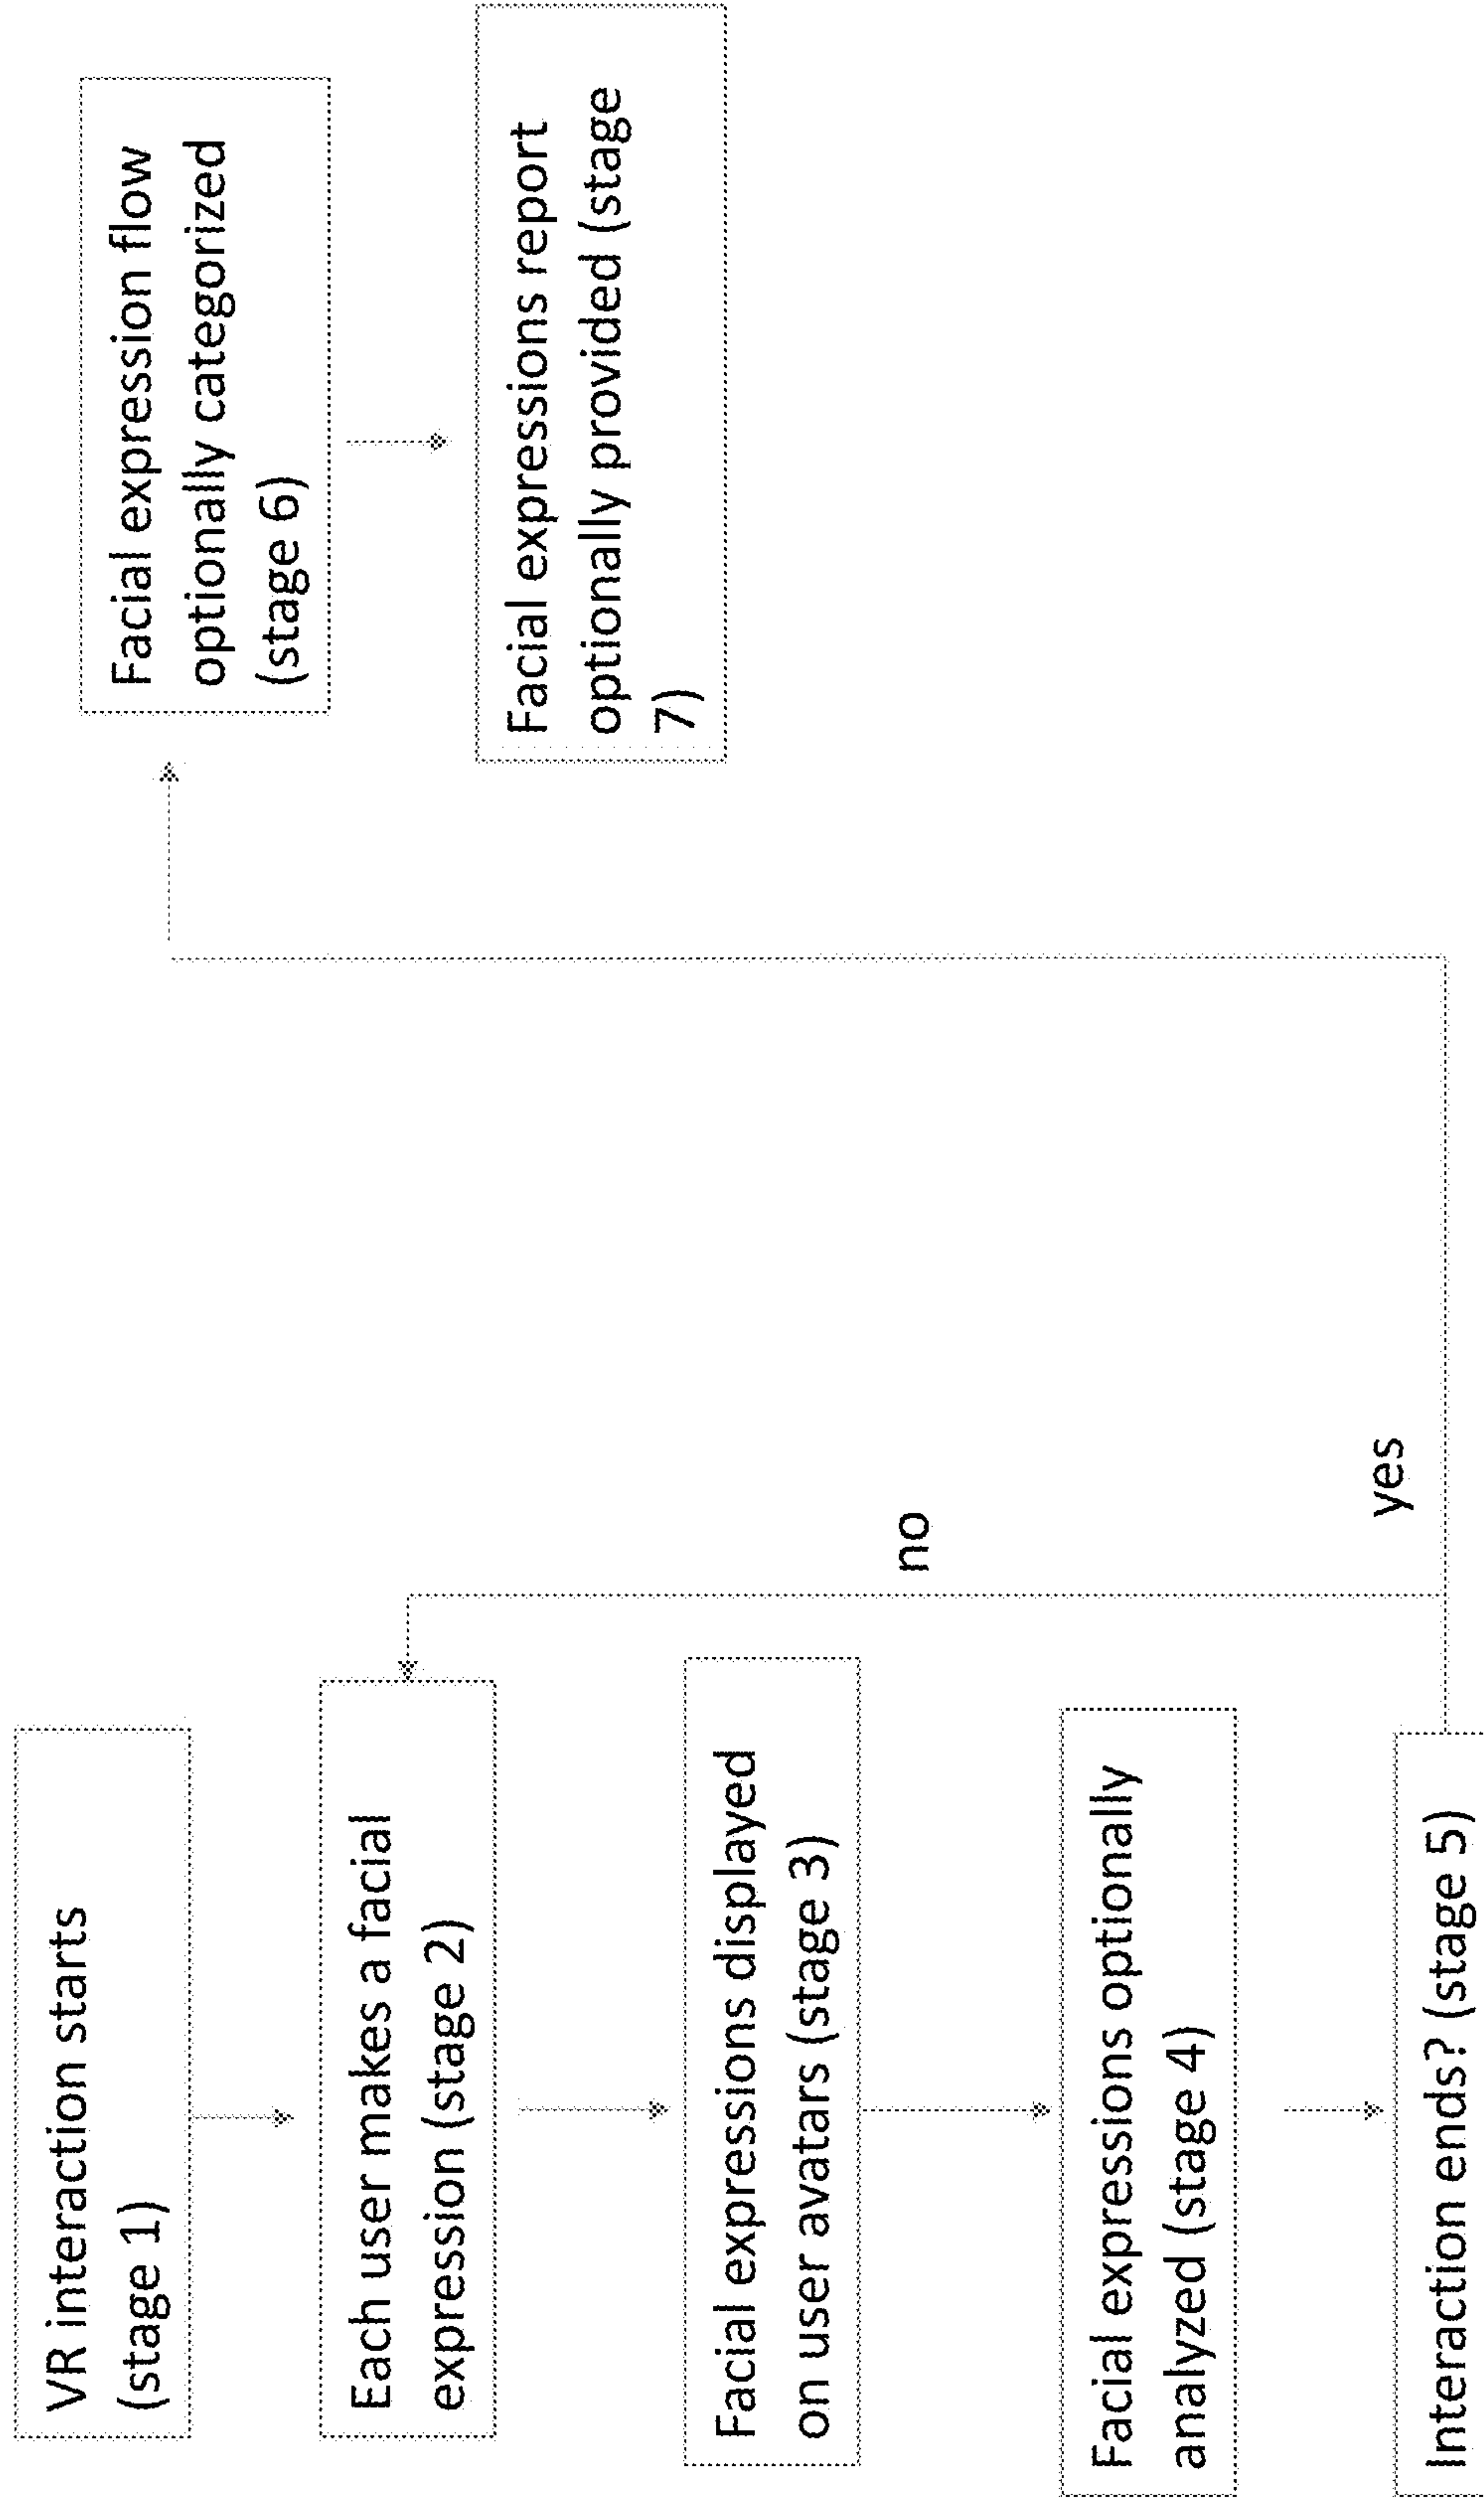 VR interaction starts
(stage 1)
Each user makes a facial
expression (stage 2)
Facial expressions displayed
on user avatars (stage 3)
Facial expressions optionally
analyzed (stage 4)
Interaction ends? (stage 5)
no
yes
Facial expression flow
optionally categorized
(stage 6)
Facial expressions report
optionally provided (stage
7)